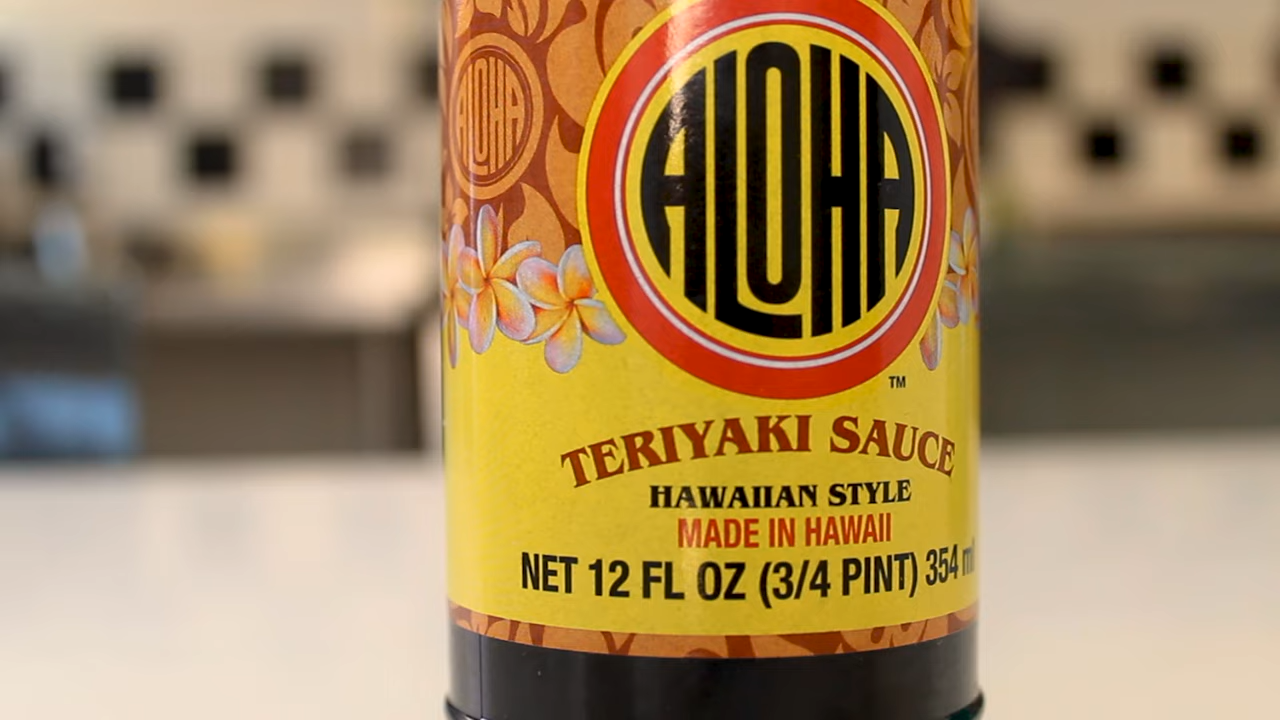 ALOHA
ALOHA
TM
TERIYAKI SAUCE
HAWAIIAN STYLE
MADE IN HAWAII
NET 12 FL OZ (3/4 PINT) 354 ml